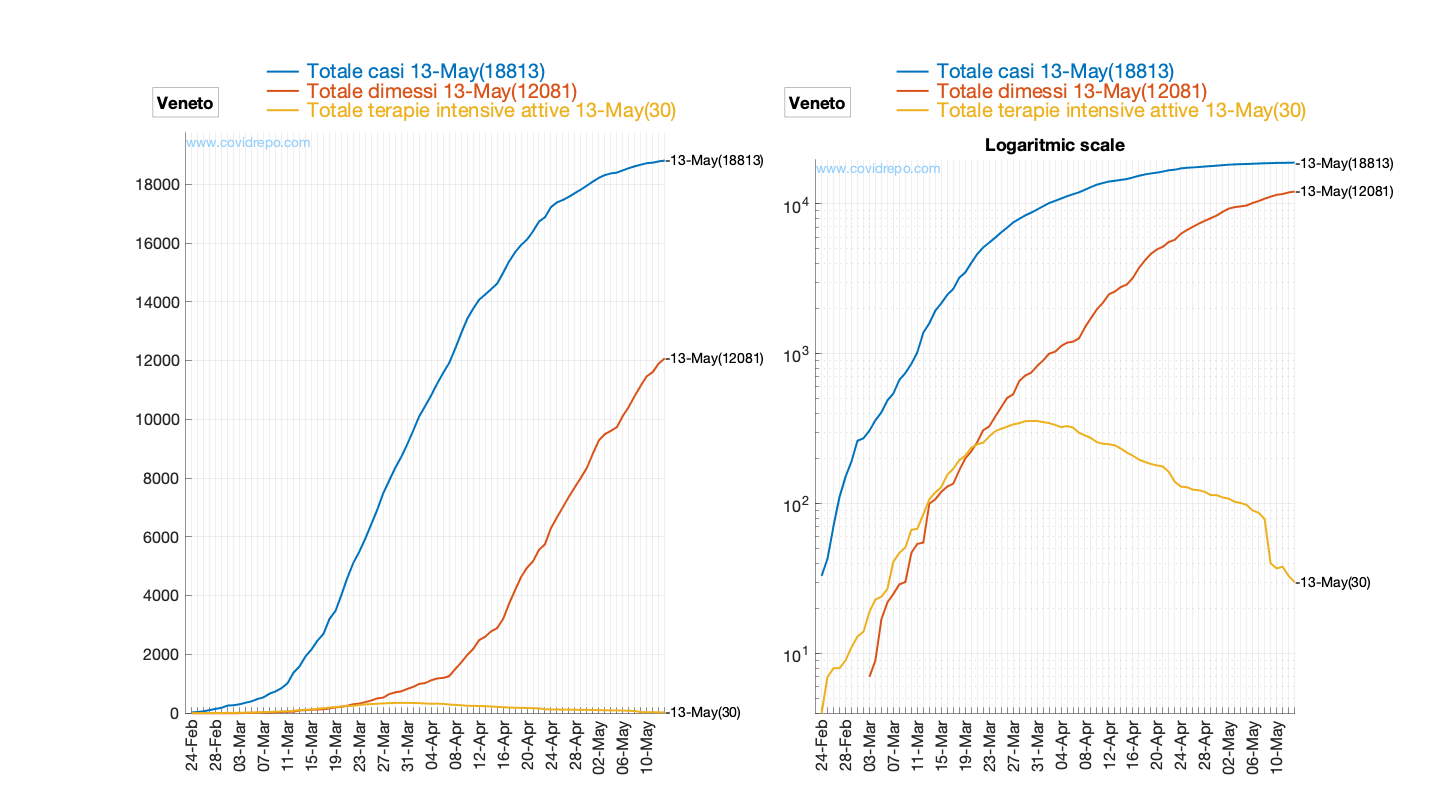 Totale casi 13-May(18813)
Totale dimessi 13-May(12081)
Totale terapie intensive attive 13-May(30)
Veneto
www.covidrepo.com
18000
16000
14000
12000
10000
8000
6000
4000
2000
0
13-May(18813)
13-May(12081)
13-May(30)
24-Feb
28-Feb
03-Mar
07-Mar
11-Mar
15-Mar
19-Mar
23-Mar
27-Mar
31-Mar
04-Apr
08-Apr
12-Apr
16-Apr
20-Apr
24-Apr
28-Apr
02-May
06-May
10-May
Totale casi 13-May(18813)
Totale dimessi 13-May(12081)
Totale terapie intensive attive 13-May(30)
Veneto
Logaritmic scale
www.covidrepo.com
10^4
10^3
10^2
10^1
13-May(18813)
13-May(12081)
13-May(30)
24-Feb
28-Feb
03-Mar
07-Mar
11-Mar
15-Mar
19-Mar
23-Mar
27-Mar
31-Mar
04-Apr
08-Apr
12-Apr
16-Apr
20-Apr
24-Apr
28-Apr
02-May
06-May
10-May